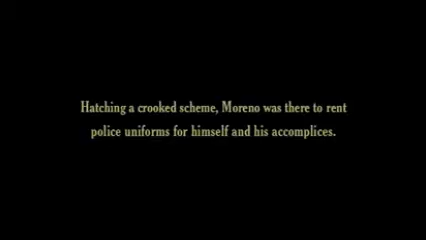 Hatching a crooked scheme, Moreno was there to rent
police uniforms for himself and his accomplices.